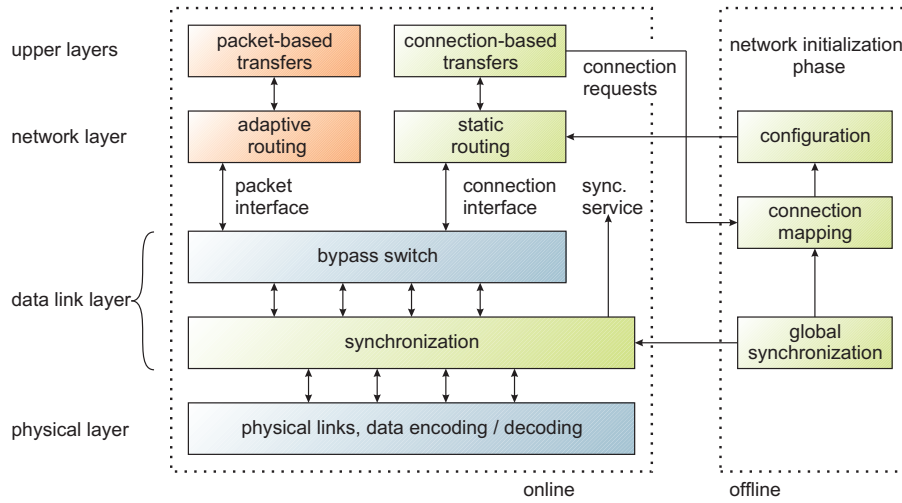 upper layers
packet-based
transfers
connection-based
transfers
connection
requests
network initialization
phase
network layer
adaptive
routing
static
routing
configuration
packet
interface
connection
interface
sync.
service
connection
mapping
bypass switch
data link layer
synchronization
global
synchronization
physical layer
physical links, data encoding / decoding
online
offline